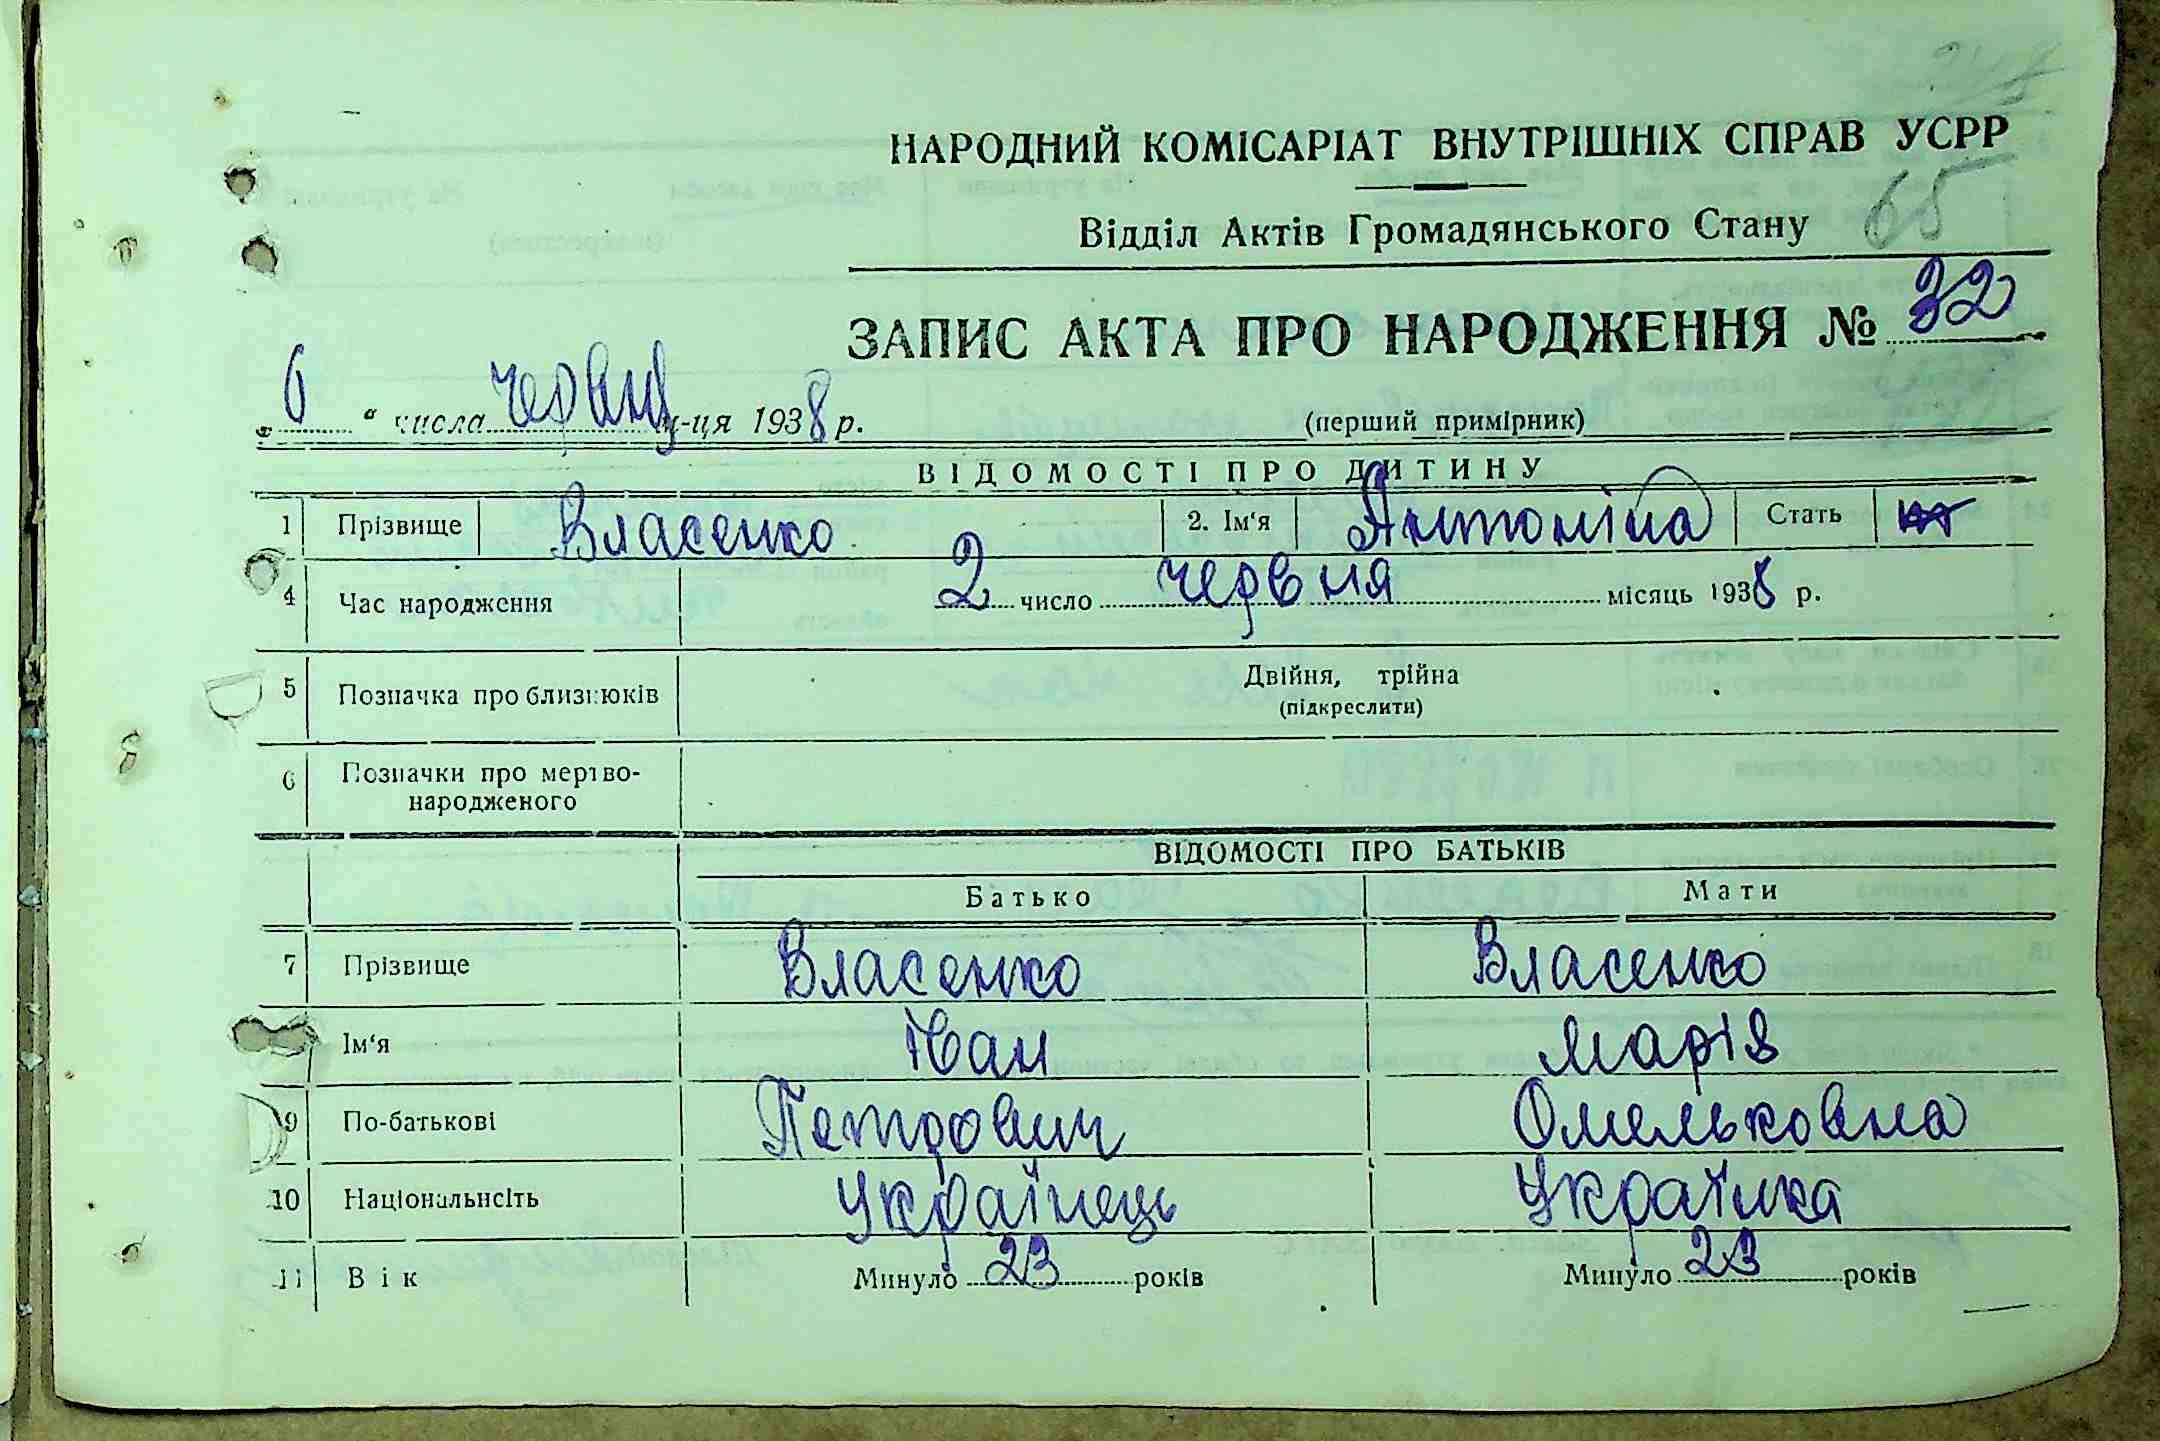 НАРОДНИЙ КОМІСАРІАТ ВНУТРІШНІХ СПРАВ УСРР
65
Відділ Актів Громадянського Стану
ЗАПИС АКТА ПРО НАРОДЖЕННЯ № 32
„ 6 “ числа червня м-ця 1938 р. (перший примірник)
ВІДОМОСТІ ПРО ДИТИНУ
1 Прізвище Власенко 2. Ім'я Антоніна Стать
4 Час народження 2 число червня місяць 1938 р.
5 Позначка про близнюків Двійня, трійна
(підкреслити)
6 Позначки про мертво-
народженого
ВІДОМОСТІ ПРО БАТЬКІВ
Батько Мати
7 Прізвище Власенко Власенко
Ім'я Іван Марія
9 По-батькові Петрович Омельковна
10 Національнсіть Українець Українка
11 Вік Минуло 23 років Минуло 23 років